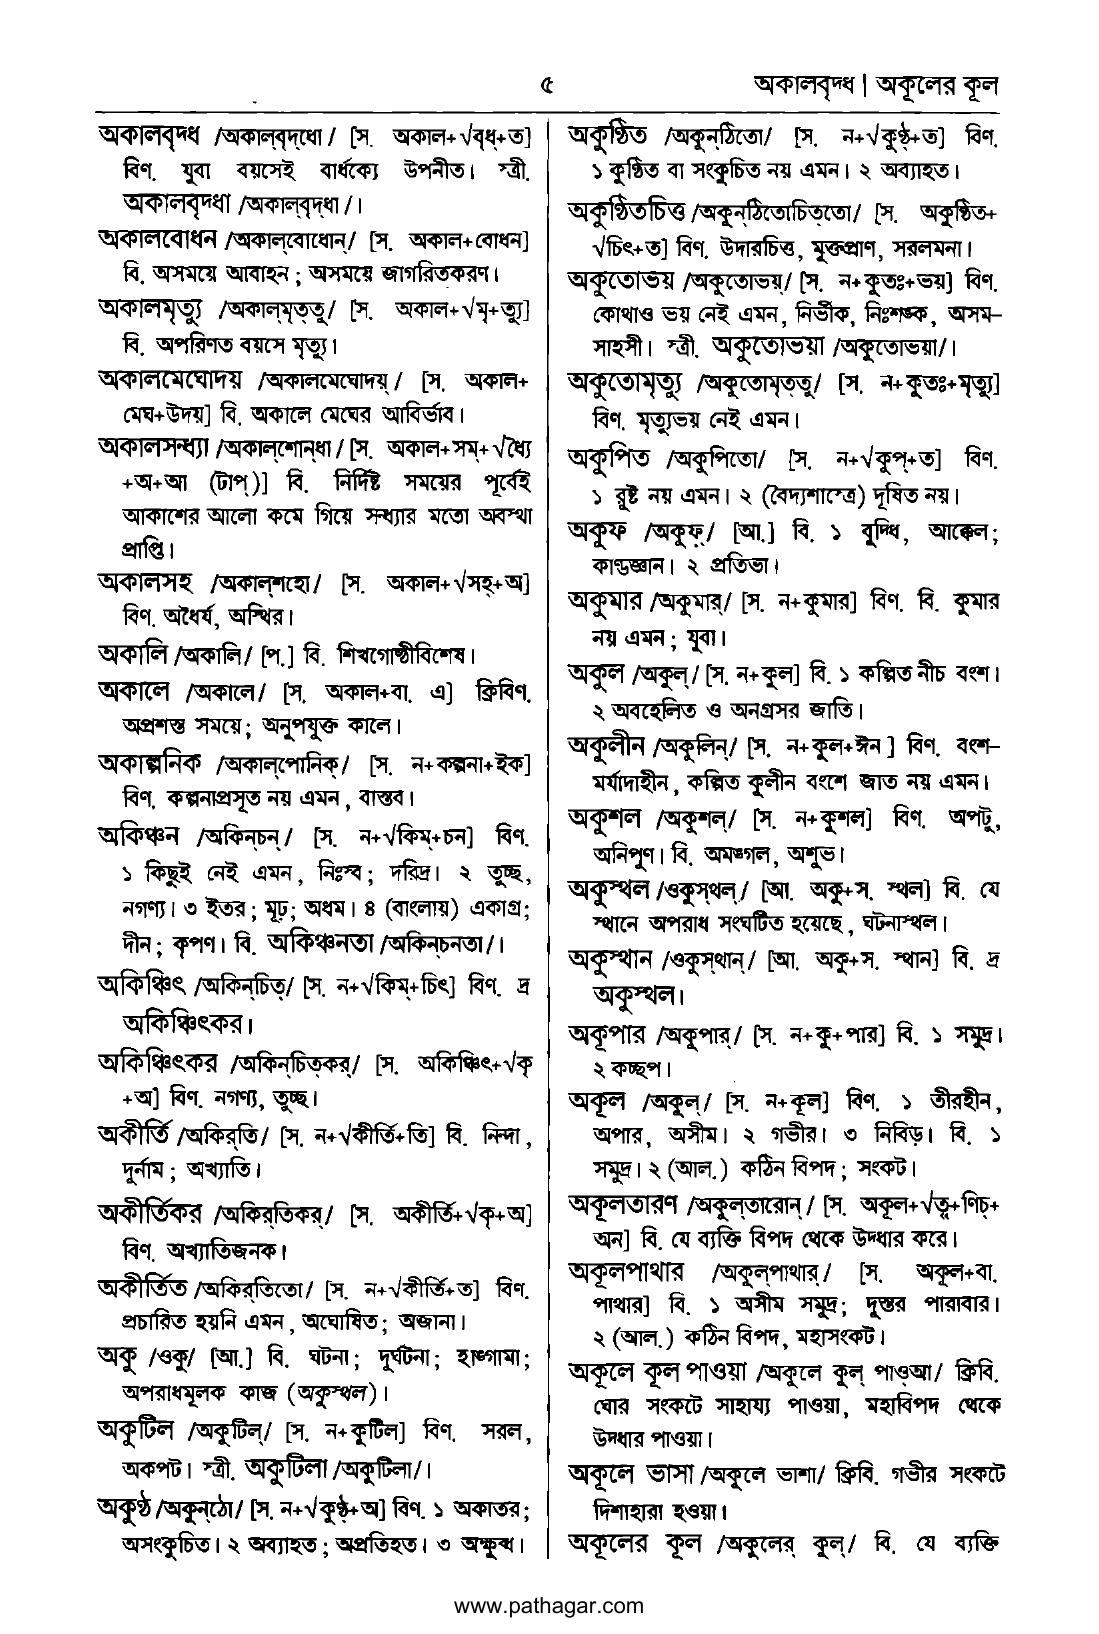 ৫
অকালবৃদ্ধ | অকূলের কূল
অকালবৃদ্ধ /অকাল্‌বৃদ্‌ধো/ [স. অকাল+√বৃধ্‌+ত]
বিণ. যুবা বয়সেই বার্ধক্যে উপনীত। স্ত্রী.
অকালবৃদ্ধা /অকাল্‌বৃদ্‌ধা/।
অকালবোধন /অকাল্‌বোধোন্‌/ [স. অকাল+বোধন]
বি. অসময়ে আবাহন; অসময়ে জাগরিতকরণ।
অকালমৃত্যু /অকাল্‌মৃত্‌তু/ [স. অকাল+√মৃ+ত্যু]
বি. অপরিণত বয়সে মৃত্যু।
অকালমেঘোদয় /অকালমেঘোদয়্‌/ [স. অকাল+
মেঘ+উদয়] বি. অকালে মেঘের আবির্ভাব।
অকালসন্ধ্যা /অকাল্‌শোন্‌ধা/ [স. অকাল+সম্‌+√ধ্যৈ
+অ+আ (টাপ্‌)] বি. নির্দিষ্ট সময়ের পূর্বেই
আকাশের আলো কমে গিয়ে সন্ধ্যার মতো অবস্থা
প্রাপ্তি।
অকালসহ /অকাল্‌শহো/ [স. অকাল+√সহ্‌+অ]
বিণ. অধৈর্য, অস্থির।
অকালি /অকালি/ [প.] বি. শিখগোষ্ঠীবিশেষ।
অকালে /অকালে/ [স. অকাল+বা. এ] ক্রিবিণ.
অপ্রশস্ত সময়ে; অনুপযুক্ত কালে।
অকাল্পনিক /অকাল্‌পোনিক্‌/ [স. ন+কল্পনা+ইক]
বিণ. কল্পনাপ্রসূত নয় এমন, বাস্তব।
অকিঞ্চন /অকিন্‌চন্‌/ [স. ন+√কিম্‌+চন] বিণ.
১ কিছুই নেই এমন, নিঃস্ব; দরিদ্র। ২ তুচ্ছ,
নগণ্য। ৩ ইতর; মূঢ়; অধম। ৪ (বাংলায়) একাগ্র;
দীন; কৃপণ। বি. অকিঞ্চনতা /অকিন্‌চনতা/।
অকিঞ্চিৎ /অকিন্‌চিত্‌/ [স. ন+√কিম্‌+চিৎ] বিণ. দ্র
অকিঞ্চিৎকর।
অকিঞ্চিৎকর /অকিন্‌চিত্‌কর্‌/ [স. অকিঞ্চিৎ+√কৃ
+অ] বিণ. নগণ্য, তুচ্ছ।
অকীর্তি /অকির্‌তি/ [স. ন+√কীর্তি+তি] বি. নিন্দা,
দুর্নাম; অখ্যাতি।
অকীর্তিকর /অকির্‌তিকর্‌/ [স. অকীর্তি+√কৃ+অ]
বিণ. অখ্যাতিজনক।
অকীর্তিত /অকির্‌তিতো/ [স. ন+√কীর্তি+ত] বিণ.
প্রচারিত হয়নি এমন, অঘোষিত; অজানা।
অকু /ওকু/ [আ.] বি. ঘটনা; দুর্ঘটনা; হাঙ্গামা;
অপরাধমূলক কাজ (অকুস্থল)।
অকুটিল /অকুটিল্‌/ [স. ন+কুটিল] বিণ. সরল,
অকপট। স্ত্রী. অকুটিলা /অকুটিলা/।
অকুণ্ঠ /অকুন্‌ঠো/ [স. ন+√কুণ্ঠ্‌+অ] বিণ. ১ অকাতর;
অসংকুচিত। ২ অব্যাহত; অপ্রতিহত। ৩ অক্ষুব্ধ।
অকুণ্ঠিত /অকুন্‌ঠিতো/ [স. ন+√কুণ্ঠ্‌+ত] বিণ.
১ কুণ্ঠিত বা সংকুচিত নয় এমন। ২ অব্যাহত।
অকুণ্ঠিতচিত্ত /অকুন্‌ঠিতোচিত্‌তো/ [স. অকুণ্ঠিত+
√চিৎ+ত] বিণ. উদারচিত্ত, মুক্তপ্রাণ, সরলমনা।
অকুতোভয় /অকুতোভয়্‌/ [স. ন+কুতঃ+ভয়] বিণ.
কোথাও ভয় নেই এমন, নির্ভীক, নিঃশঙ্ক, অসম–
সাহসী। স্ত্রী. অকুতোভয়া /অকুতোভয়া/।
অকুতোমৃত্যু /অকুতোমৃত্‌তু/ [স. ন+কুতঃ+মৃত্যু]
বিণ. মৃত্যুভয় নেই এমন।
অকুপিত /অকুপিতো/ [স. ন+√কুপ্‌+ত] বিণ.
১ রুষ্ট নয় এমন। ২ (বৈদ্যশাস্ত্রে) দূষিত নয়।
অকুফ /অকুফ্‌/ [আ.] বি. ১ বুদ্ধি, আক্কেল;
কাণ্ডজ্ঞান। ২ প্রতিভা।
অকুমার /অকুমার্‌/ [স. ন+কুমার] বিণ. বি. কুমার
নয় এমন; যুবা।
অকুল /অকুল্‌/ [স. ন+কুল] বি. ১ কল্পিত নীচ বংশ।
২ অবহেলিত ও অনগ্রসর জাতি।
অকুলীন /অকুলিন্‌/ [স. ন+কুল+ঈন] বিণ. বংশ–
মর্যাদাহীন, কল্পিত কুলীন বংশে জাত নয় এমন।
অকুশল /অকুশল্‌/ [স. ন+কুশল] বিণ. অপটু,
অনিপুণ। বি. অমঙ্গল, অশুভ।
অকুস্থল /ওকুস্‌থল্‌/ [আ. অকু+স. স্থল] বি. যে
স্থানে অপরাধ সংঘটিত হয়েছে, ঘটনাস্থল।
অকুস্থান /ওকুস্‌থান্‌/ [আ. অকু+স. স্থান] বি. দ্র
অকুস্থল।
অকূপার /অকুপার্‌/ [স. ন+কু+পার] বি. ১ সমুদ্র।
২ কচ্ছপ।
অকূল /অকুল্‌/ [স. ন+কূল] বিণ. ১ তীরহীন,
অপার, অসীম। ২ গভীর। ৩ নিবিড়। বি. ১
সমুদ্র। ২ (আল.) কঠিন বিপদ; সংকট।
অকূলতারণ /অকুল্‌তারোন্‌/ [স. অকূল+√তৄ+ণিচ্‌+
অন] বি. যে ব্যক্তি বিপদ থেকে উদ্ধার করে।
অকূলপাথার /অকুল্‌পাথার্‌/ [স. অকূল+বা.
পাথার] বি. ১ অসীম সমুদ্র; দুস্তর পারাবার।
২ (আল.) কঠিন বিপদ, মহাসংকট।
অকূলে কূল পাওয়া /অকুলে কুল্‌ পাওআ/ ক্রিবি.
ঘোর সংকটে সাহায্য পাওয়া, মহাবিপদ থেকে
উদ্ধার পাওয়া।
অকূলে ভাসা /অকুলে ভাশা/ ক্রিবি. গভীর সংকটে
দিশাহারা হওয়া।
অকূলের কূল /অকুলের্‌ কুল্‌/ বি. যে ব্যক্তি
www.pathagar.com